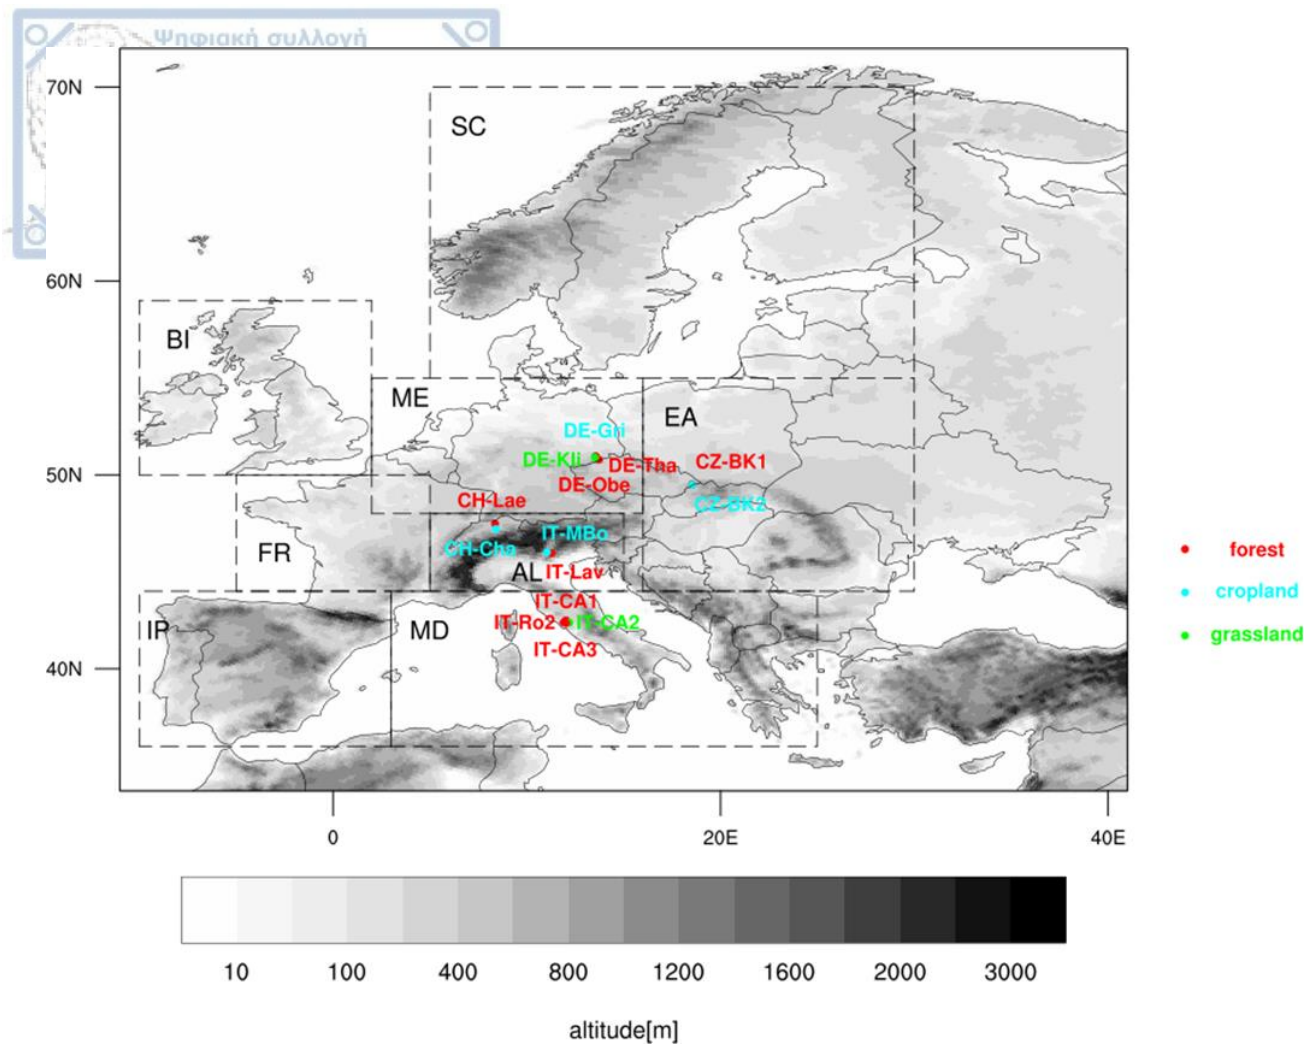 Ψηφιακή συλλογή
70N
SC
60N
BI
ME
EA
DE-Gri
DE-Kli
DE-Tha
CZ-BK1
50N
DE-Obe
CH-Lae
CZ-BK2
IT-MBo
CH-Cha
FR
AL
IT-Lav
forest
cropland
IT-CA1
IP
MD
IT-Ro2
IT-CA2
grassland
IT-CA3
40N
0
20E
40E
10
100
400
800
1200
1600
2000
3000
altitude[m]